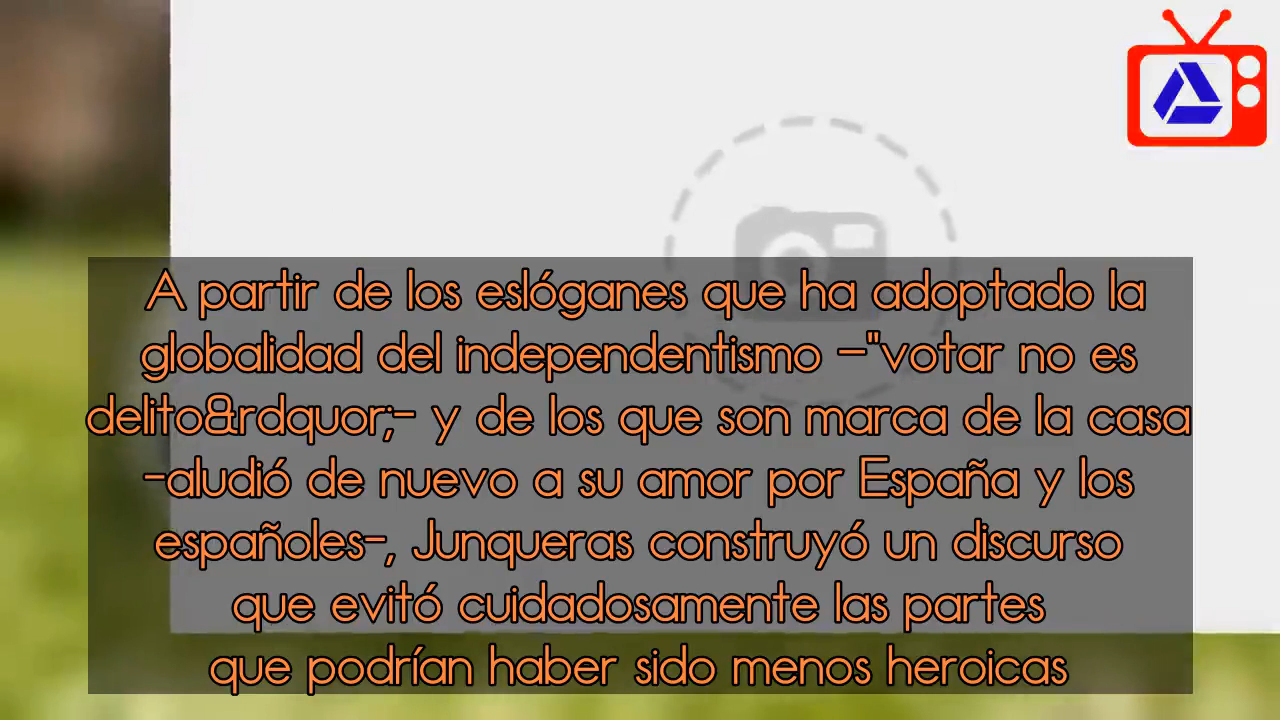 A partir de los eslóganes que ha adoptado la
globalidad del independentismo –"votar no es
delito&rdquor;– y de los que son marca de la casa
–aludió de nuevo a su amor por España y los
españoles–, Junqueras construyó un discurso
que evitó cuidadosamente las partes
que podrían haber sido menos heroicas